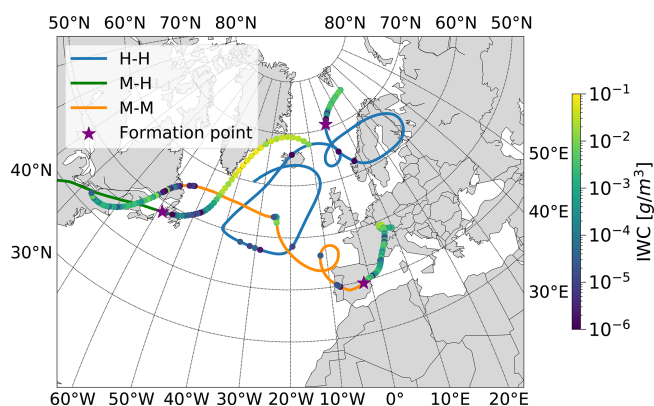 50°N 60°N 70°N 80°N 80°N 70°N 60°N 50°N
H-H
M-H
M-M
Formation point
40°N
30°N
50°E
40°E
30°E
60°W 50°W 40°W 30°W 20°W 10°W 0° 10°E 20°E
10⁻¹
10⁻²
10⁻³
10⁻⁴
10⁻⁵
10⁻⁶
IWC [g/m³]